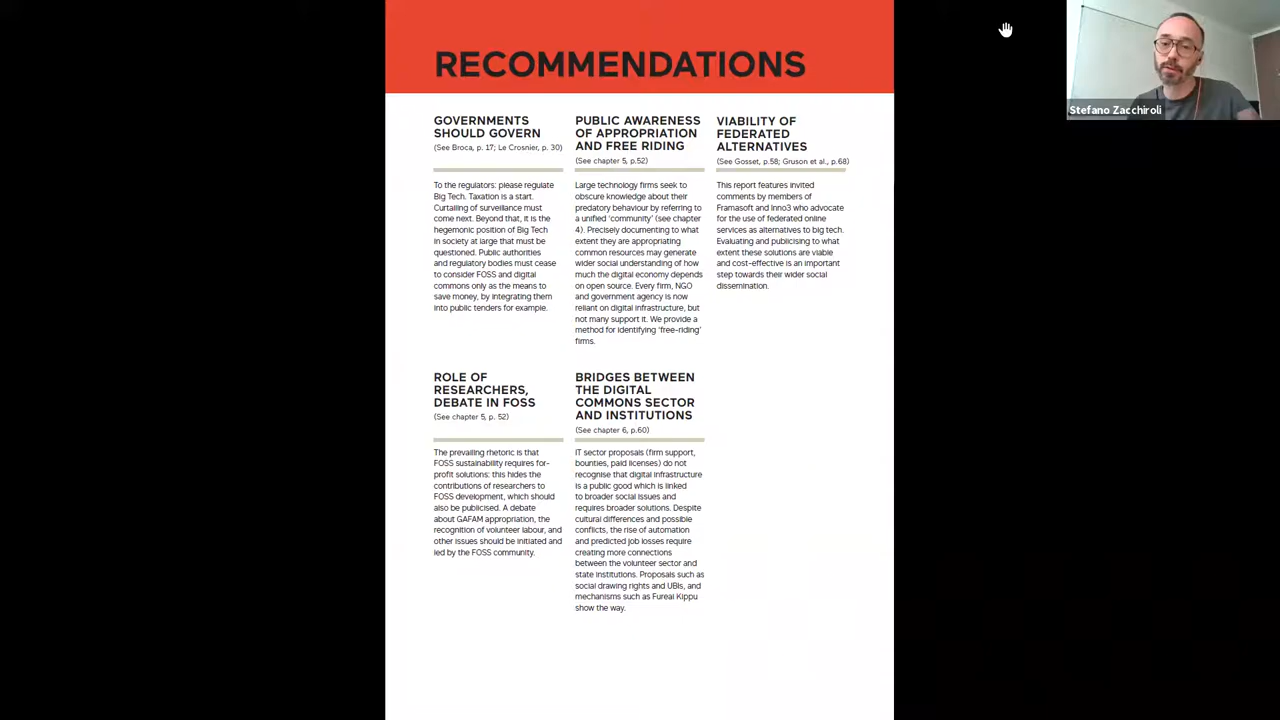 RECOMMENDATIONS
GOVERNMENTS
SHOULD GOVERN
(See Broca, p. 17; Le Crosnier, p. 30)
To the regulators: please regulate
Big Tech. Taxation is a start.
Curtailing of surveillance must
come next. Beyond that, it is the
hegemonic position of Big Tech
in society at large that must be
questioned. Public authorities
and regulatory bodies must cease
to consider FOSS and digital
commons only as the means to
save money, by integrating them
into public tenders for example.
PUBLIC AWARENESS
OF APPROPRIATION
AND FREE RIDING
(See chapter 5, p.52)
Large technology firms seek to
obscure knowledge about their
predatory behaviour by referring to
a unified ‘community’ (see chapter
4). Precisely documenting to what
extent they are appropriating
common resources may generate
wider social understanding of how
much the digital economy depends
on open source. Every firm, NGO
and government agency is now
reliant on digital infrastructure, but
not many support it. We provide a
method for identifying ‘free-riding’
firms.
VIABILITY OF
FEDERATED
ALTERNATIVES
(See Gosset, p.58; Gruson et al., p.68)
This report features invited
comments by members of
Framasoft and Inno3 who advocate
for the use of federated online
services as alternatives to big tech.
Evaluating and publicising to what
extent these solutions are viable
and cost-effective is an important
step towards their wider social
dissemination.
ROLE OF
RESEARCHERS,
DEBATE IN FOSS
(See chapter 5, p. 52)
The prevailing rhetoric is that
FOSS sustainability requires for-
profit solutions: this hides the
contributions of researchers to
FOSS development, which should
also be publicised. A debate
about GAFAM appropriation, the
recognition of volunteer labour, and
other issues should be initiated and
led by the FOSS community.
BRIDGES BETWEEN
THE DIGITAL
COMMONS SECTOR
AND INSTITUTIONS
(See chapter 6, p.60)
IT sector proposals (firm support,
bounties, paid licenses) do not
recognise that digital infrastructure
is a public good which is linked
to broader social issues and
requires broader solutions. Despite
cultural differences and possible
conflicts, the rise of automation
and predicted job losses require
creating more connections
between the volunteer sector and
state institutions. Proposals such as
social drawing rights and UBIs, and
mechanisms such as Fureai Kippu
show the way.
Stefano Zacchiroli